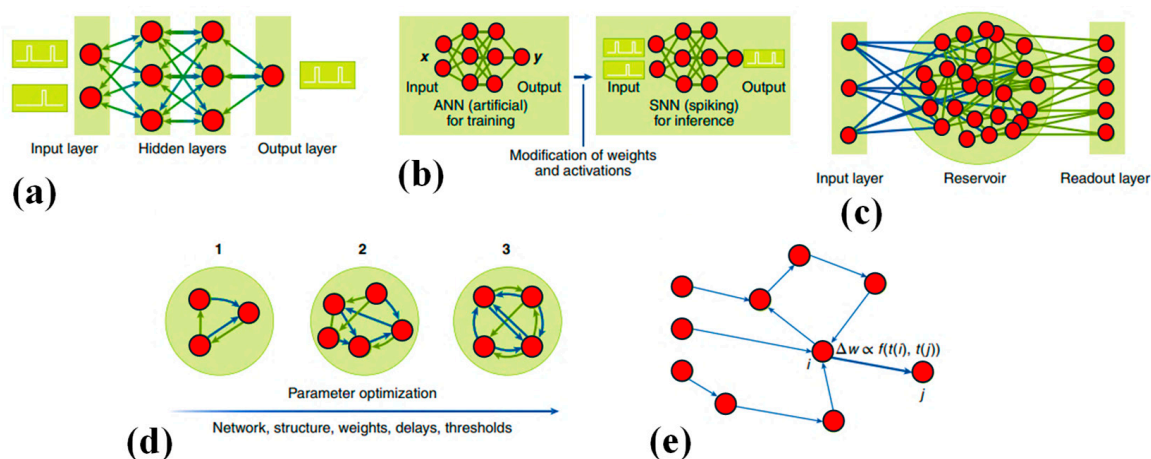 Input layer
Hidden layers
Output layer
(a)
x
y
Input
Output
ANN (artificial)
for training
Input
Output
SNN (spiking)
for inference
Modification of weights
and activations
(b)
Input layer
Reservoir
Readout layer
(c)
1
2
3
Parameter optimization
Network, structure, weights, delays, thresholds
(d)
Δw ∝ f(t(i), t(j))
i
j
(e)